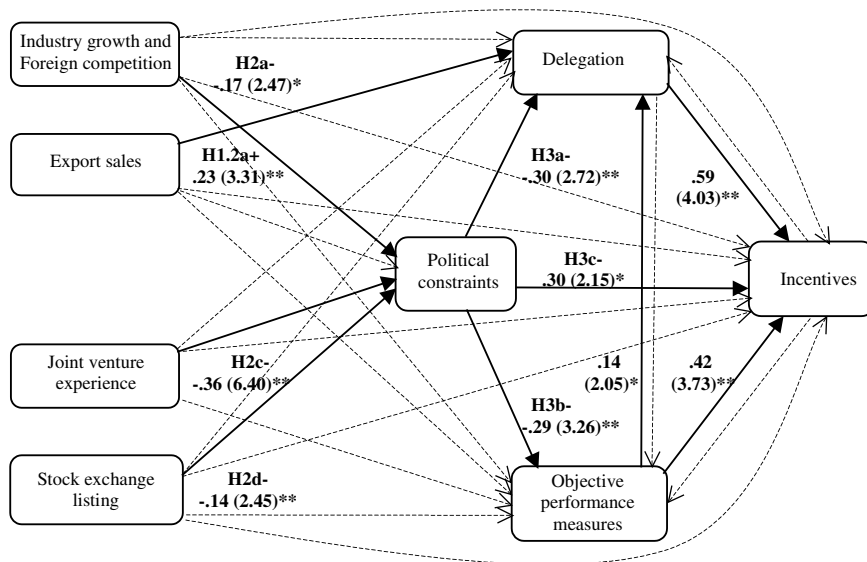 Industry growth and
Foreign competition
H2a-
-.17 (2.47)*
Delegation
Export sales
H1.2a+
.23 (3.31)**
H3a-
-.30 (2.72)**
.59
(4.03)**
Political
constraints
H3c-
.30 (2.15)*
Incentives
Joint venture
experience
H2c-
-.36 (6.40)**
.14
(2.05)*
.42
(3.73)**
H3b-
-.29 (3.26)**
Stock exchange
listing
H2d-
-.14 (2.45)**
Objective
performance
measures